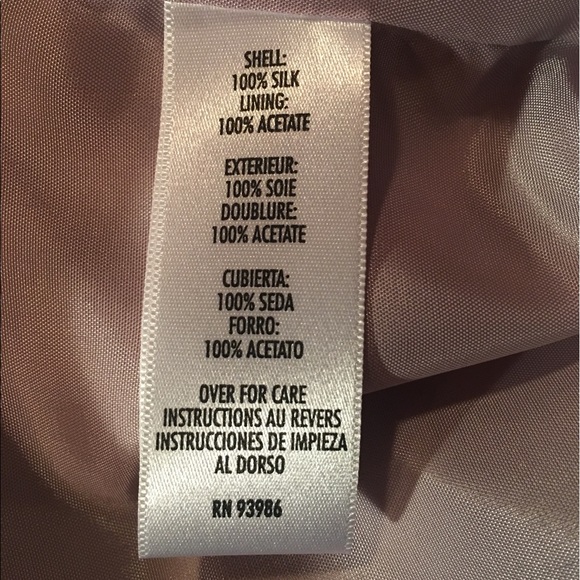 SHELL:
100% SILK
LINING:
100% ACETATE
EXTERIEUR:
100% SOIE
DOUBLURE:
100% ACETATE
CUBIERTA:
100% SEDA
FORRO:
100% ACETATO
OVER FOR CARE
INSTRUCTIONS AU REVERS
INSTRUCCIONES DE IMPIEZA
AL DORSO
RN 93986